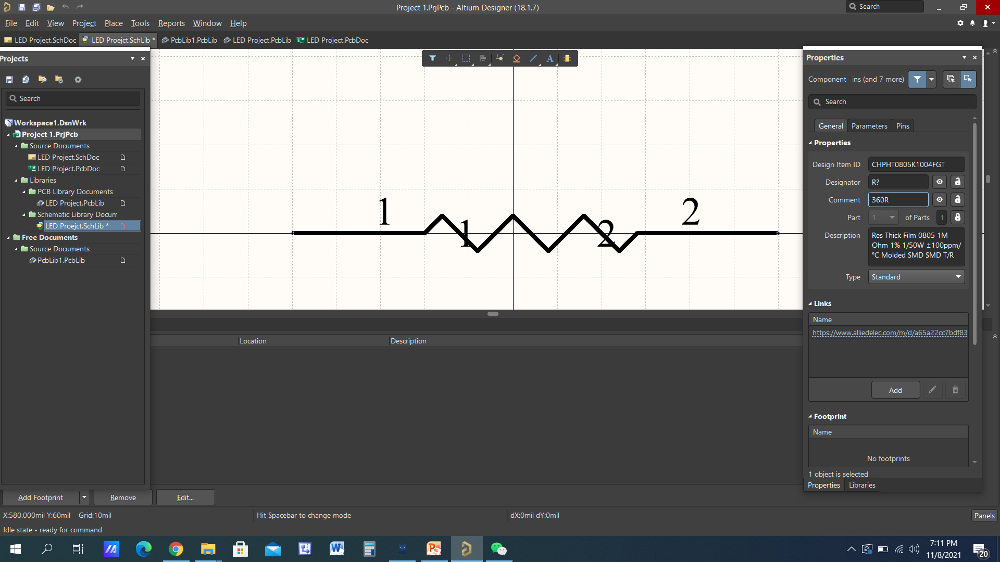 Project 1.PrjPcb - Altium Designer (18.1.7)
Search
File Edit View Project Place Tools Reports Window Help
LED Project.SchDoc LED Proejct.SchLib * PcbLib1.PcbLib LED Project.PcbLib LED Project.PcbDoc
Projects
Search
Workspace1.DsnWrk
Project 1.PrjPcb
Source Documents
LED Project.SchDoc
LED Project.PcbDoc
Libraries
PCB Library Documents
LED Project.PcbLib
Schematic Library Docum
LED Proejct.SchLib *
Free Documents
Source Documents
PcbLib1.PcbLib
A
1 2
1 2
Properties
Component ins (and 7 more)
Search
General Parameters Pins
Properties
Design Item ID CHPHT0805K1004FGT
Designator R?
Comment 360R
Part 1 of Parts 1
Description Res Thick Film 0805 1M
Ohm 1% 1/50W ±100ppm/
°C Molded SMD SMD T/R
Type Standard
Links
Name
https://www.alliedelec.com/m/d/a65a22cc7bdf83
Add
Footprint
Name
No footprints
1 object is selected
Properties Libraries
Location Description
Add Footprint Remove Edit...
X:580.000mil Y:60mil Grid:10mil Hit Spacebar to change mode dX:0mil dY:0mil Panels
Idle state - ready for command
7:11 PM
11/8/2021
20